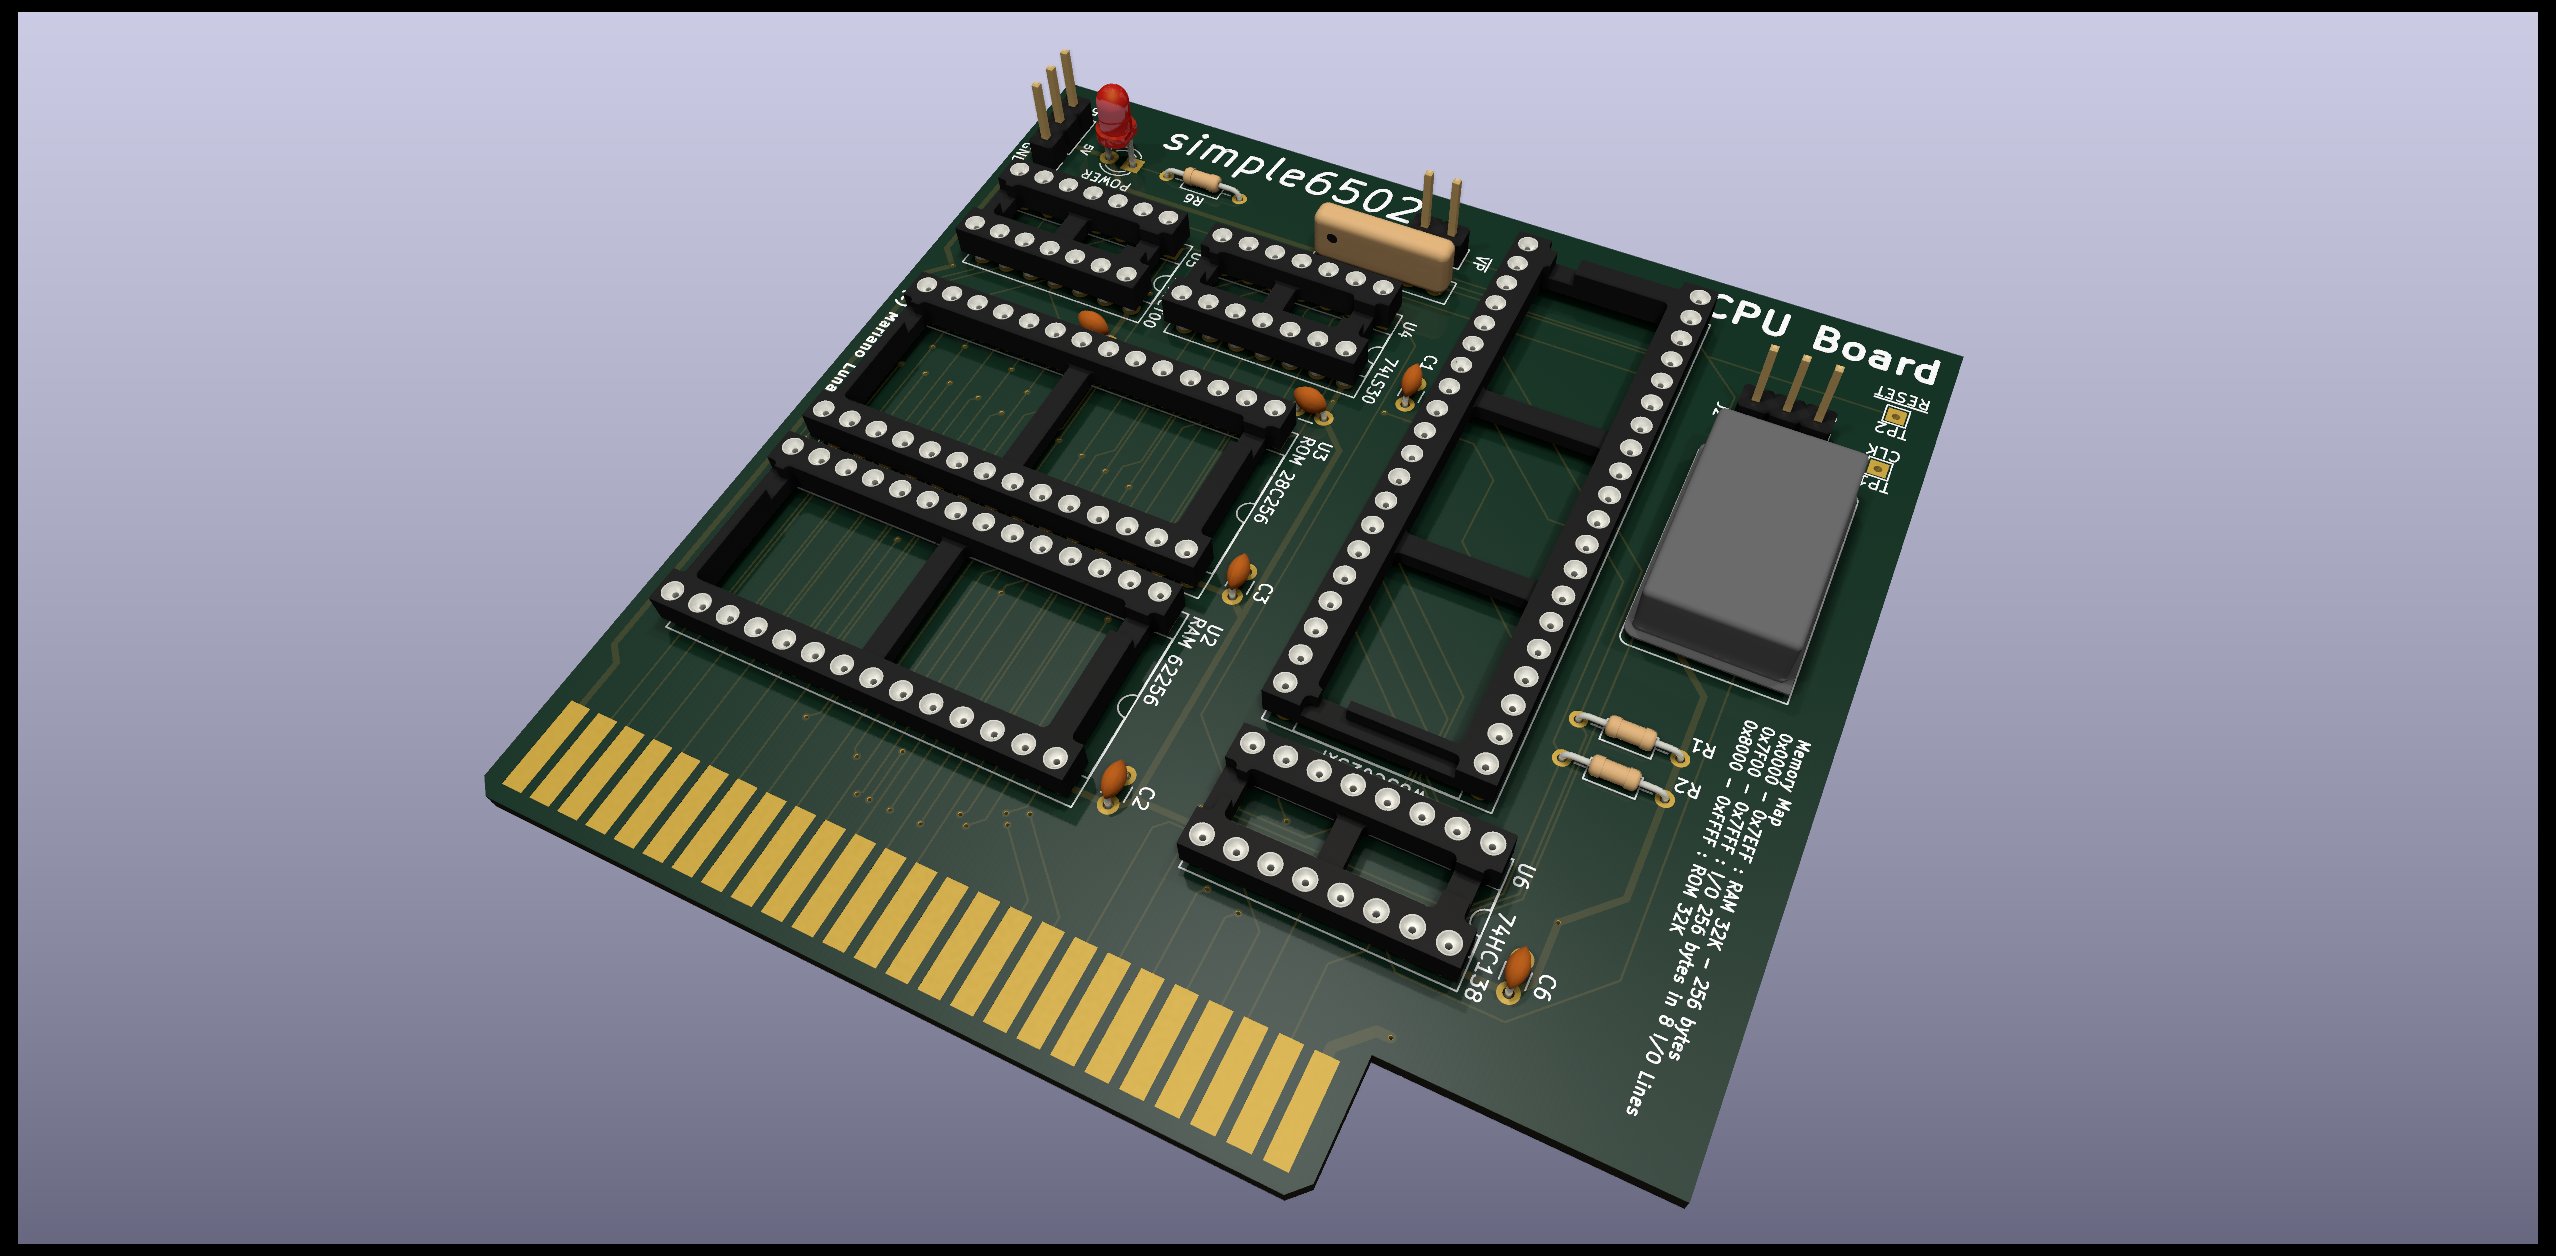 simple6502
CPU Board
GND
5V
POWER
R6
VP
RESET
TP2
CLK
TP1
U5
U4
74LS30
C1
Mariano Luna
U3
ROM 28C256
C3
U2
RAM 62256
C2
R1
R2
U6
74HC138
C6
Memory Map
0x0000 - 0x7EFF : RAM 32K - 256 bytes
0x7F00 - 0x7FFF : I/O 256 bytes in 8 I/O Lines
0x8000 - 0xFFFF : ROM 32K